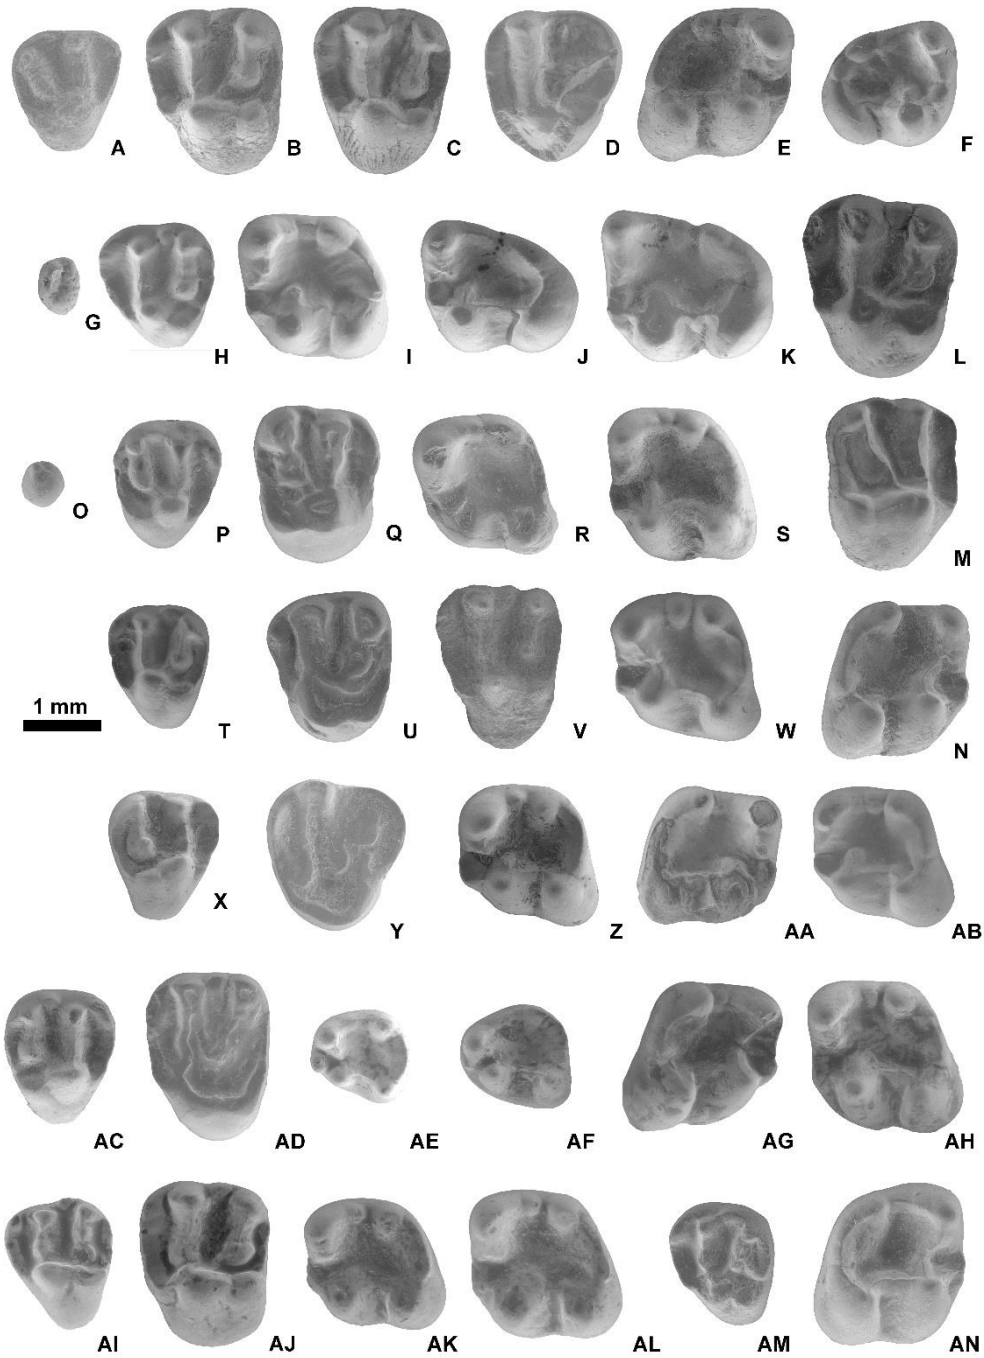 A B C D E F
G H I J K L
O P Q R S M
1 mm T U V W N
X Y Z AA AB
AC AD AE AF AG AH
AI AJ AK AL AM AN